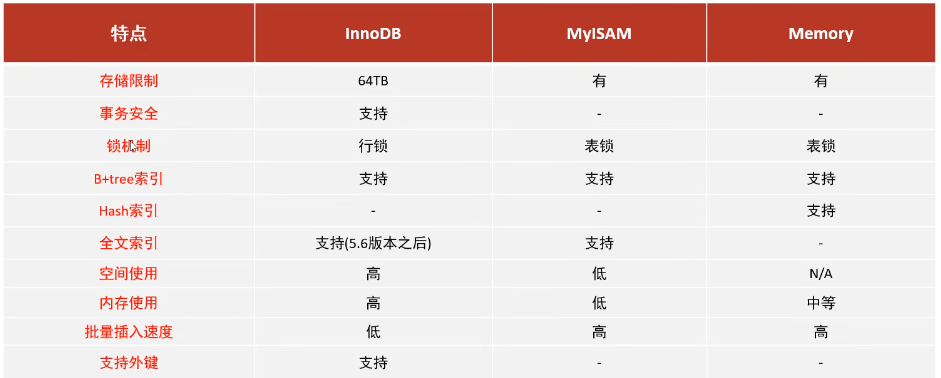 特点 InnoDB MyISAM Memory
存储限制 64TB 有 有
事务安全 支持 - -
锁机制 行锁 表锁 表锁
B+tree索引 支持 支持 支持
Hash索引 - - 支持
全文索引 支持(5.6版本之后) 支持 -
空间使用 高 低 N/A
内存使用 高 低 中等
批量插入速度 低 高 高
支持外键 支持 - -